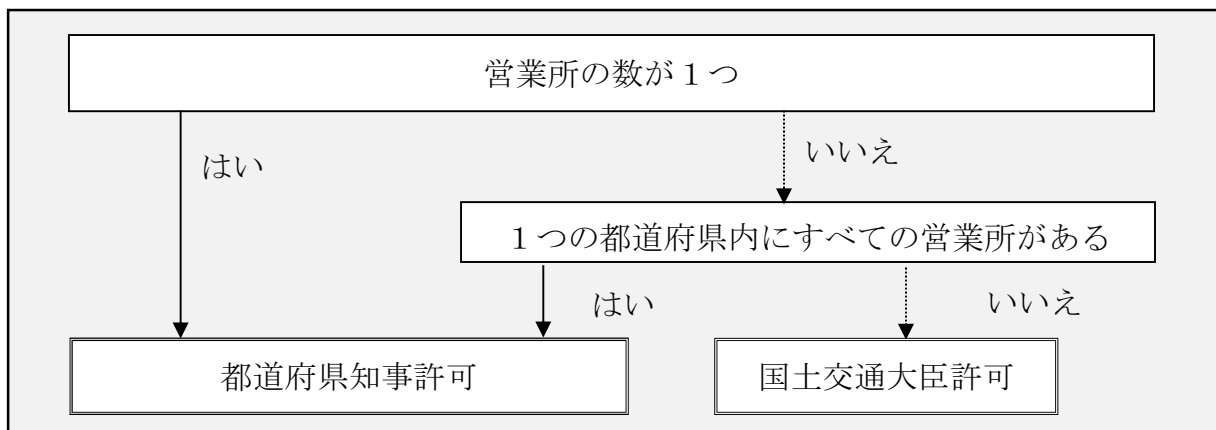 営業所の数が１つ
はい
いいえ
１つの都道府県内にすべての営業所がある
はい
いいえ
都道府県知事許可
国土交通大臣許可